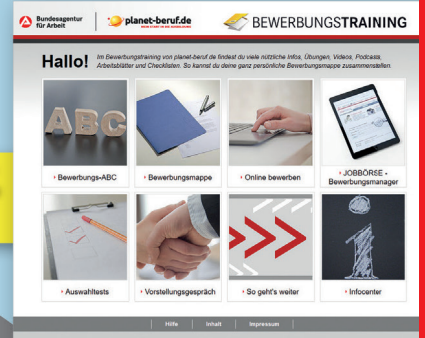 Bundesagentur
für Arbeit
planet-beruf.de
BEWERBUNGSTRAINING
Hallo!
Im Bewerbungstraining von planet-beruf.de findest du viele nützliche Infos, Übungen, Videos, Podcasts,
Arbeitsblätter und Checklisten. So kannst du deine ganz persönliche Bewerbungsmappe zusammenstellen.
ABC
Bewerbungs-ABC
Bewerbungsmappe
Online bewerben
JOBBÖRSE -
Bewerbungsmanager
Auswahltests
Vorstellungsgespräch
So geht's weiter
i
Infocenter
Hilfe | Inhalt | Impressum